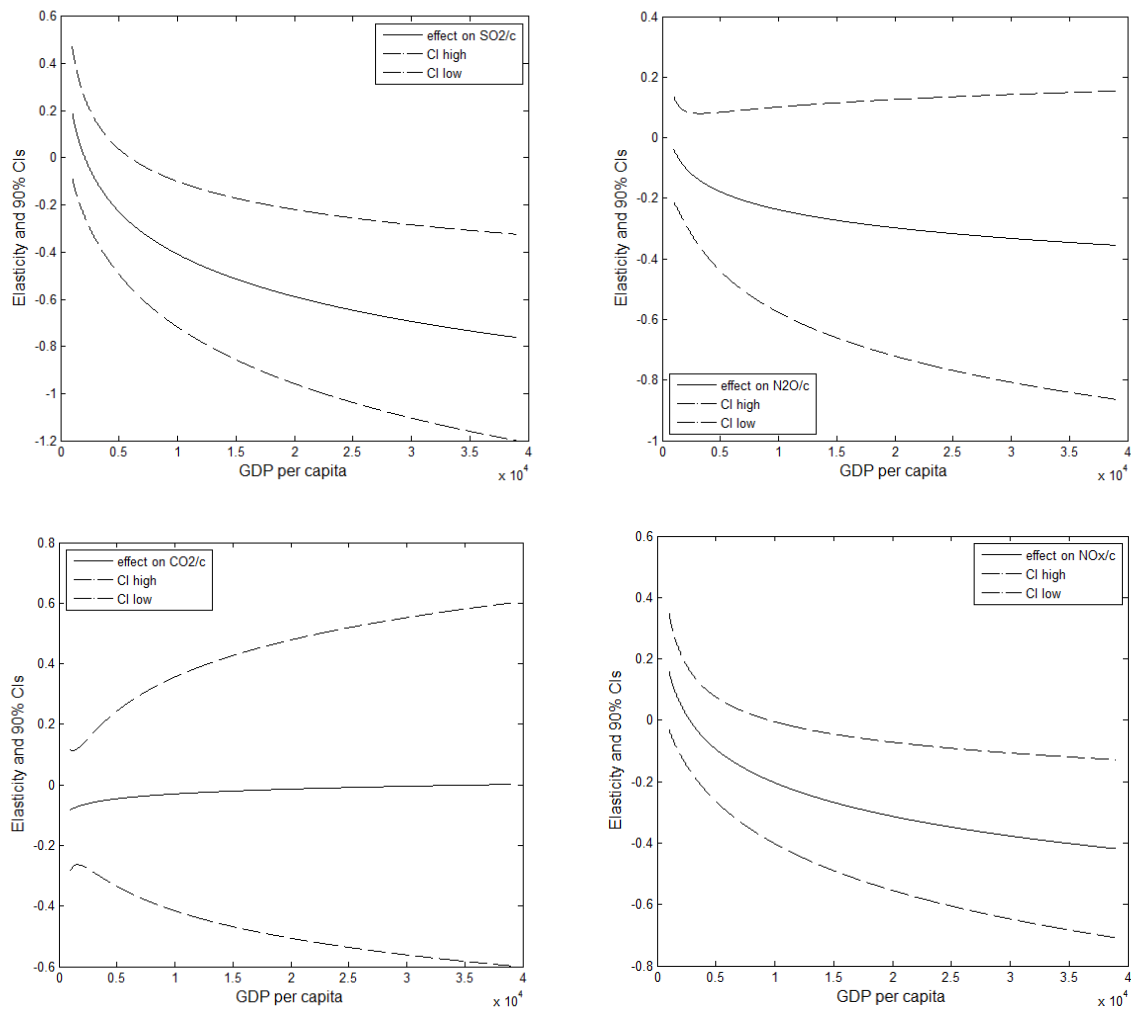 0.6
0.4
0.2
0
-0.2
-0.4
-0.6
-0.8
-1
-1.2
Elasticity and 90% CIs
effect on SO2/c
CI high
CI low
0 0.5 1 1.5 2 2.5 3 3.5 4
GDP per capita
x 10^4
0.4
0.2
0
-0.2
-0.4
-0.6
-0.8
-1
Elasticity and 90% CIs
effect on N2O/c
CI high
CI low
0 0.5 1 1.5 2 2.5 3 3.5 4
GDP per capita
x 10^4
0.8
0.6
0.4
0.2
0
-0.2
-0.4
-0.6
Elasticity and 90% CIs
effect on CO2/c
CI high
CI low
0 0.5 1 1.5 2 2.5 3 3.5 4
GDP per capita
x 10^4
0.6
0.4
0.2
0
-0.2
-0.4
-0.6
-0.8
Elasticity and 90% CIs
effect on NOx/c
CI high
CI low
0 0.5 1 1.5 2 2.5 3 3.5 4
GDP per capita
x 10^4